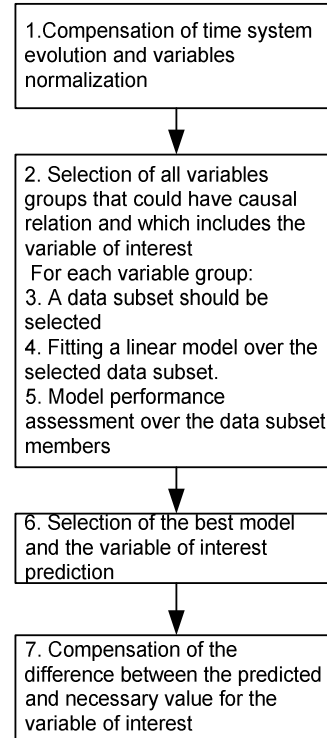 1.Compensation of time system
evolution and variables
normalization
2. Selection of all variables
groups that could have causal
relation and which includes the
variable of interest
For each variable group:
3. A data subset should be
selected
4. Fitting a linear model over the
selected data subset.
5. Model performance
assessment over the data subset
members
6. Selection of the best model
and the variable of interest
prediction
7. Compensation of the
difference between the predicted
and necessary value for the
variable of interest